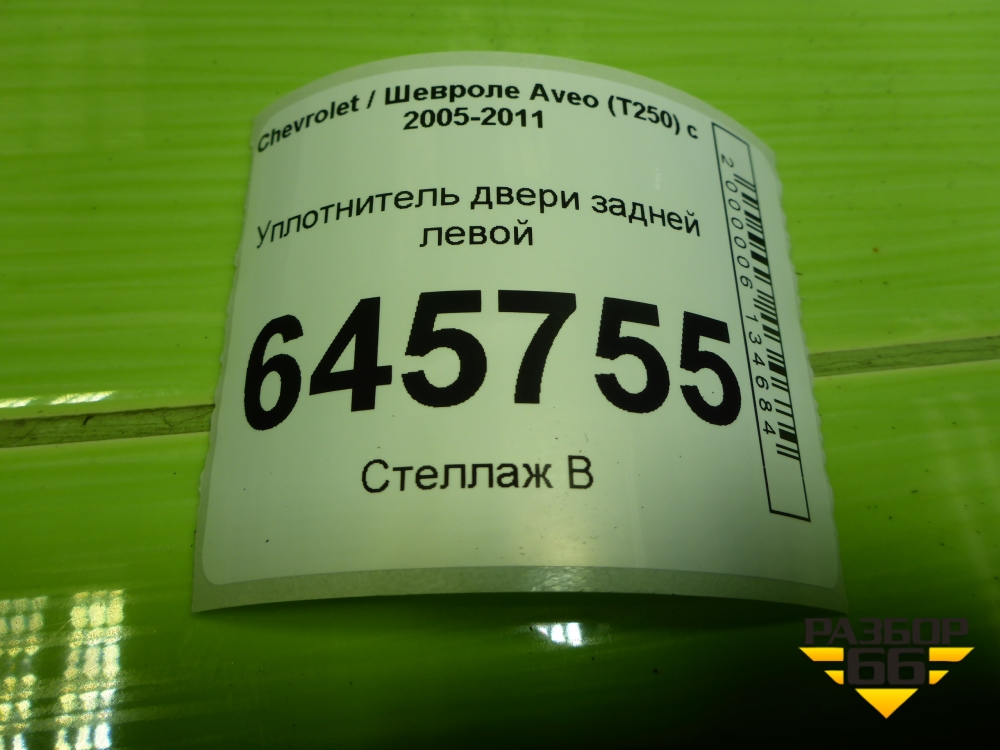 Chevrolet / Шевроле Aveo (T250) с
2005-2011
Уплотнитель двери задней
левой
645755
Стеллаж В
2000006134684
РАЗБОР
66